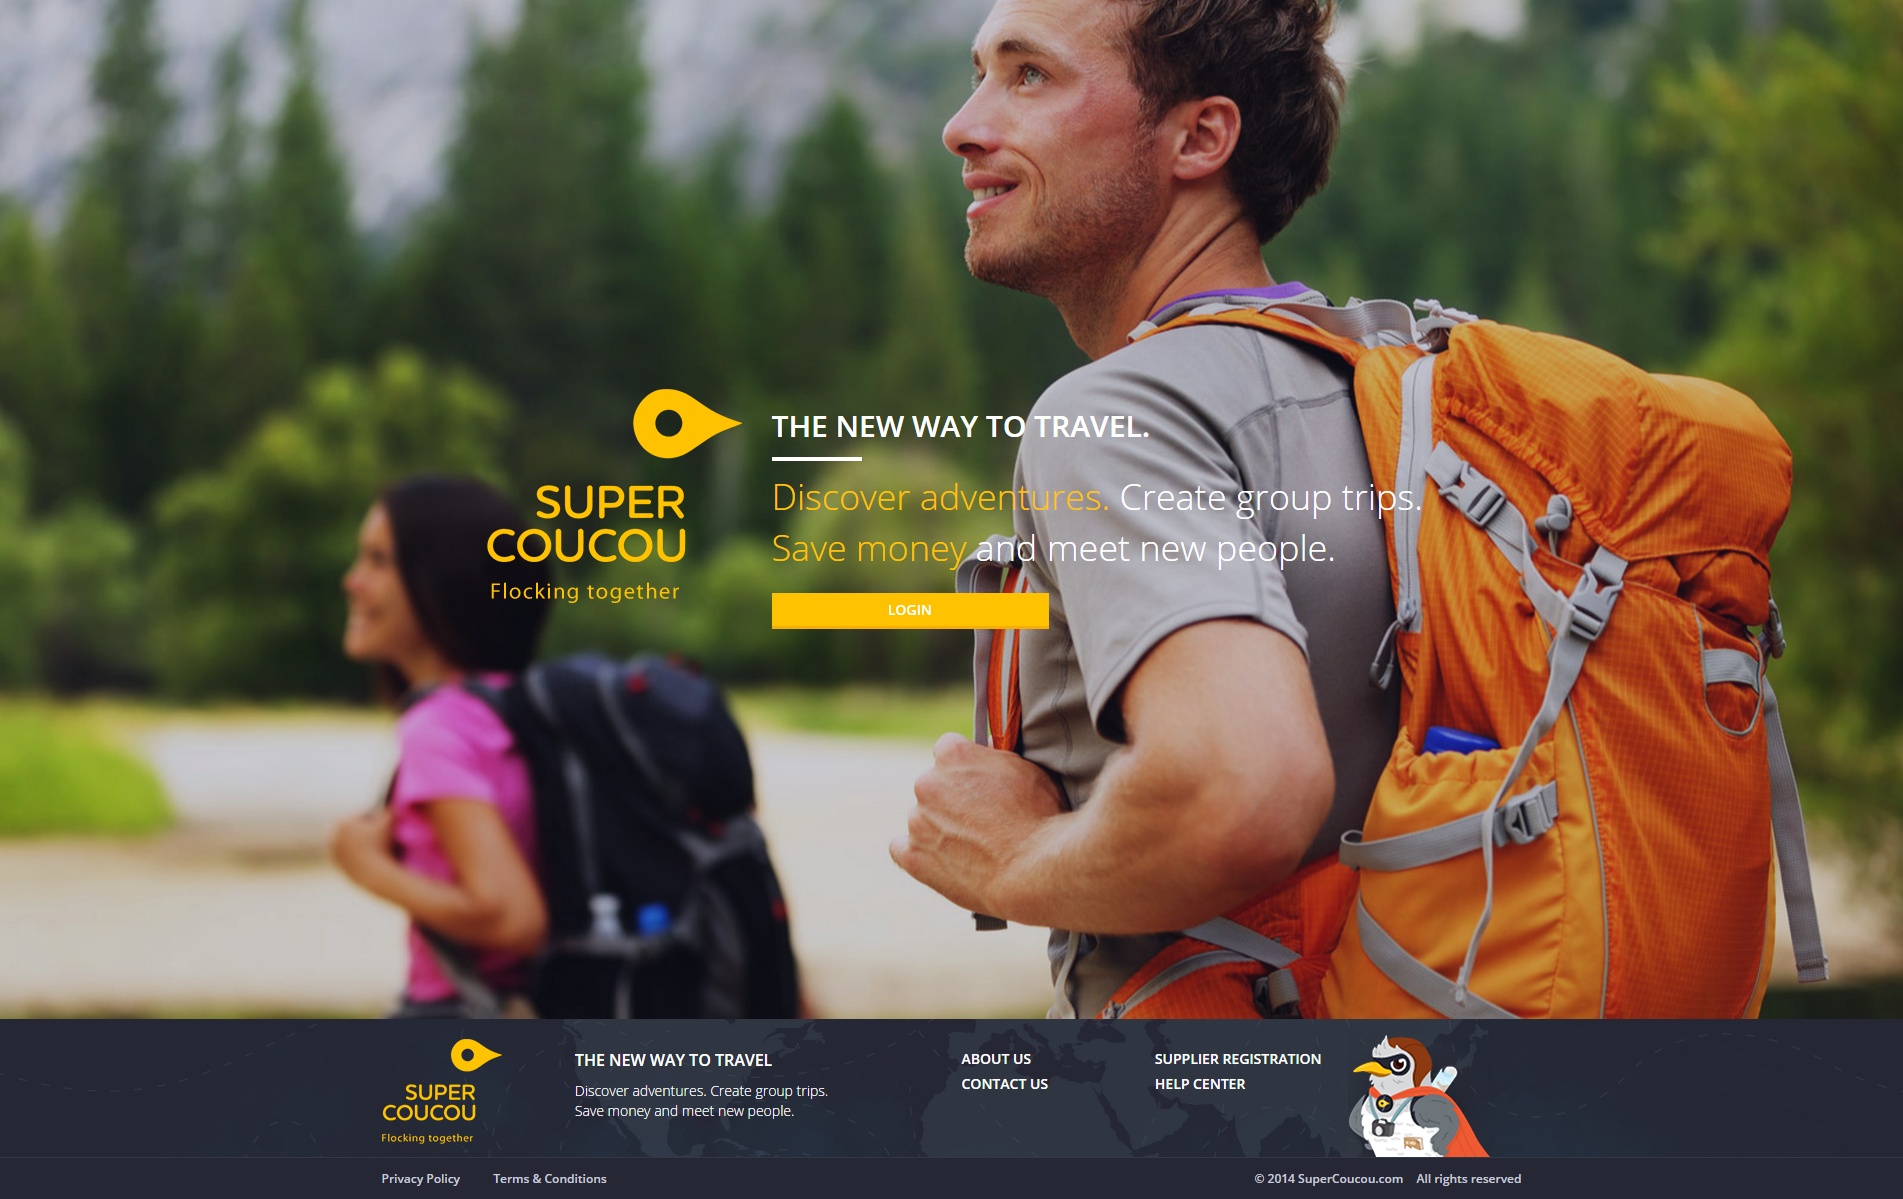 SUPER
COUCOU
Flocking together
THE NEW WAY TO TRAVEL.
Discover adventures. Create group trips.
Save money and meet new people.
LOGIN
SUPER
COUCOU
Flocking together
THE NEW WAY TO TRAVEL
Discover adventures. Create group trips.
Save money and meet new people.
ABOUT US
CONTACT US
SUPPLIER REGISTRATION
HELP CENTER
Privacy Policy
Terms & Conditions
© 2014 SuperCoucou.com
All rights reserved